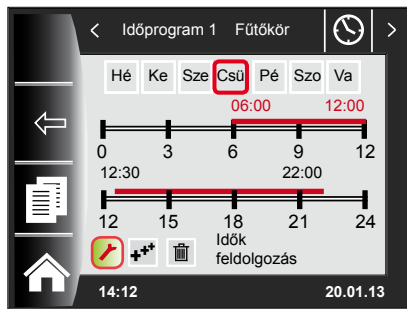 Időprogram 1 Fűtőkör
Hé Ke Sze Csü Pé Szo Va
06:00 12:00
0 3 6 9 12
12:30 22:00
12 15 18 21 24
Idők
feldolgozás
14:12 20.01.13